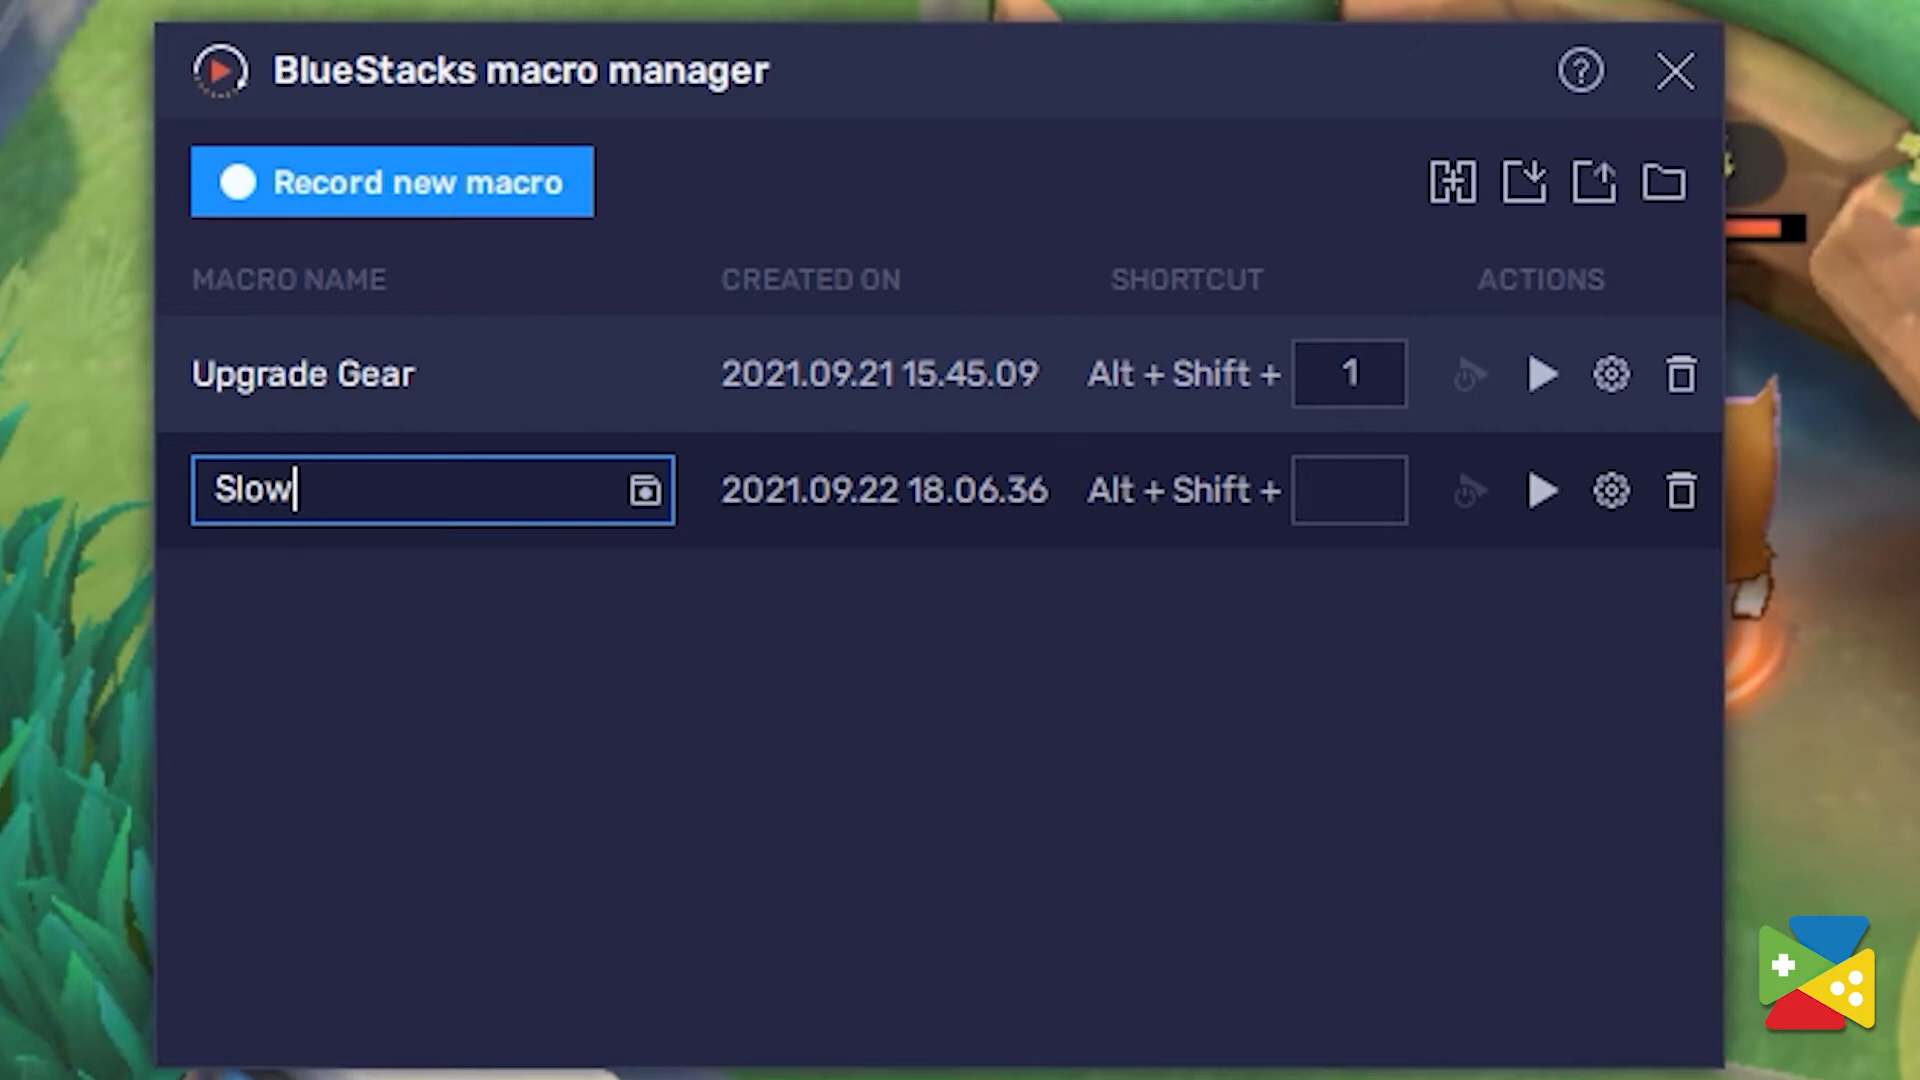 BlueStacks macro manager
Record new macro
MACRO NAME CREATED ON SHORTCUT ACTIONS
Upgrade Gear 2021.09.21 15.45.09 Alt + Shift + 1
Slow 2021.09.22 18.06.36 Alt + Shift +